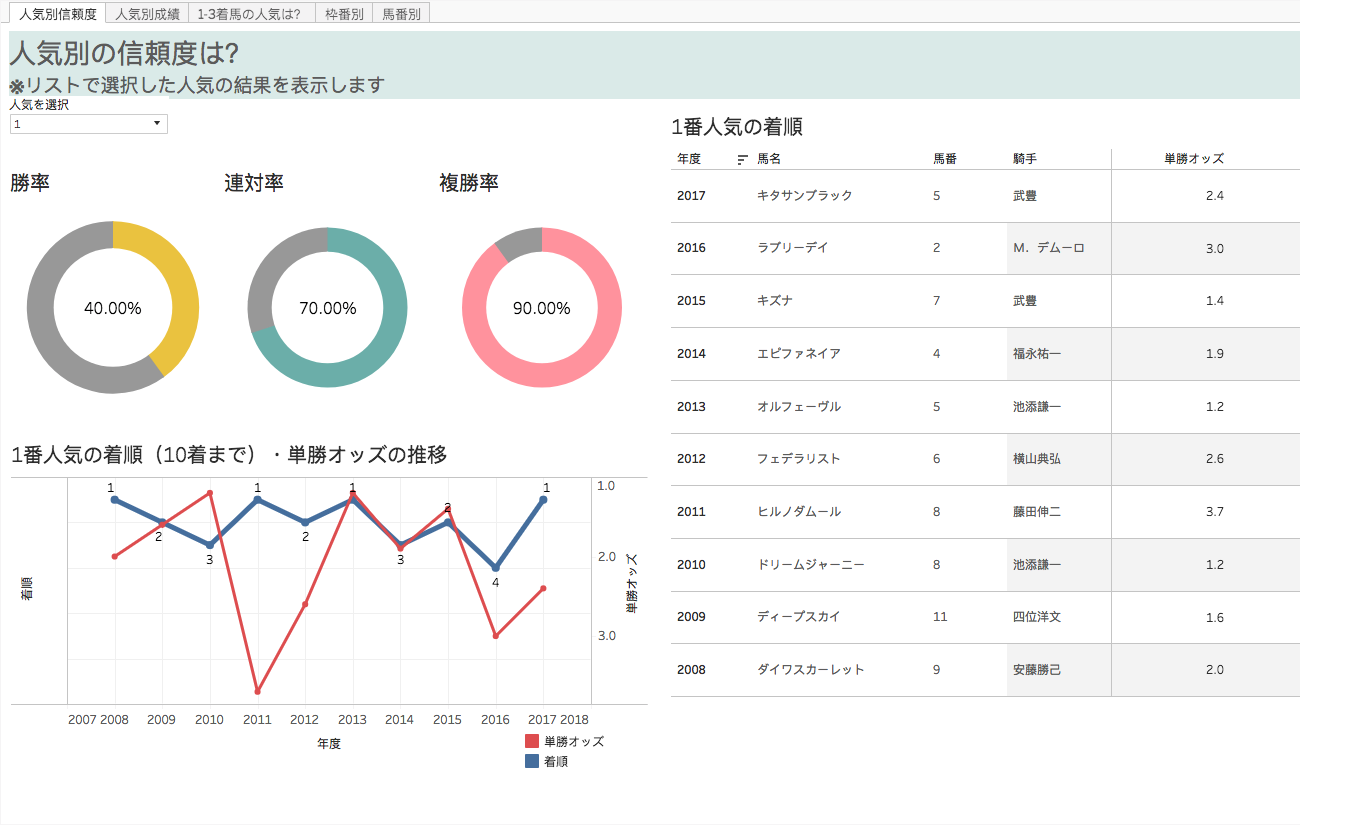 人気別信頼度 人気別成績 1-3着馬の人気は? 枠番別 馬番別
人気別の信頼度は?
※リストで選択した人気の結果を表示します
人気を選択
1
勝率 連対率 複勝率
40.00% 70.00% 90.00%
1番人気の着順（10着まで）・単勝オッズの推移
着順
1 2 3 1 2 1 3 2 4 1
1.0
2.0
3.0
単勝オッズ
2007 2008 2009 2010 2011 2012 2013 2014 2015 2016 2017 2018
年度
単勝オッズ
着順
1番人気の着順
年度 馬名 馬番 騎手 単勝オッズ
2017 キタサンブラック 5 武豊 2.4
2016 ラブリーデイ 2 Ｍ．デムーロ 3.0
2015 キズナ 7 武豊 1.4
2014 エピファネイア 4 福永祐一 1.9
2013 オルフェーヴル 5 池添謙一 1.2
2012 フェデラリスト 6 横山典弘 2.6
2011 ヒルノダムール 8 藤田伸二 3.7
2010 ドリームジャーニー 8 池添謙一 1.2
2009 ディープスカイ 11 四位洋文 1.6
2008 ダイワスカーレット 9 安藤勝己 2.0